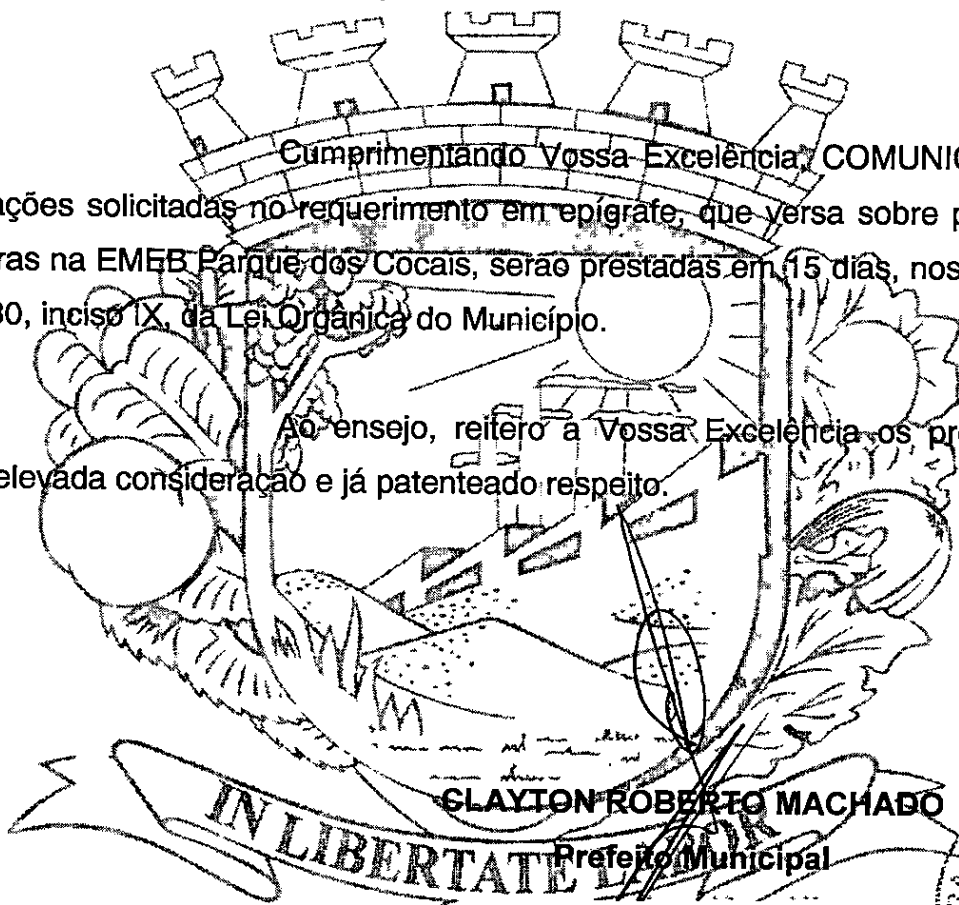 Cumprimentando Vossa Excelência, COMUNIC
ações solicitadas no requerimento em epígrafe, que versa sobre p
ras na EMEB Parque dos Cocais, serão prestadas em 15 dias, nos
80, inciso IX, da Lei Orgânica do Município.
Ao ensejo, reitero a Vossa Excelência os pr
elevada consideração e já patenteado respeito.
CLAYTON ROBERTO MACHADO
Prefeito Municipal
IN LIBERTATE LABOR